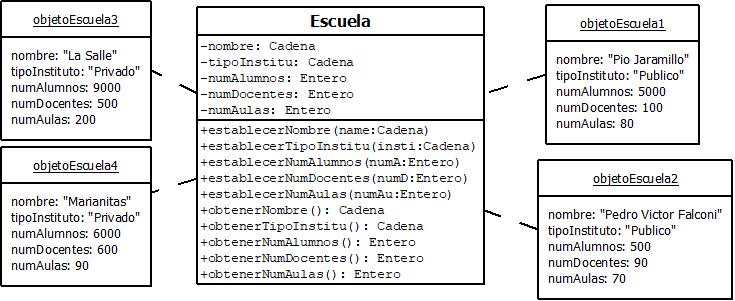 objetoEscuela3
nombre: "La Salle"
tipoInstituto: "Privado"
numAlumnos: 9000
numDocentes: 500
numAulas: 200
objetoEscuela4
nombre: "Marianitas"
tipoInstituto: "Privado"
numAlumnos: 6000
numDocentes: 600
numAulas: 90
Escuela
-nombre: Cadena
-tipoInstitu: Cadena
-numAlumnos: Entero
-numDocentes: Entero
-numAulas: Entero
+establecerNombre(name:Cadena)
+establecerTipoInstitu(insti:Cadena)
+establecerNumAlumnos(numA:Entero)
+establecerNumDocentes(numD:Entero)
+establecerNumAulas(numAu:Entero)
+obtenerNombre(): Cadena
+obtenerTipoInstitu(): Cadena
+obtenerNumAlumnos(): Entero
+obtenerNumDocentes(): Entero
+obtenerNumAulas(): Entero
objetoEscuela1
nombre: "Pio Jaramillo"
tipoInstituto: "Publico"
numAlumnos: 5000
numDocentes: 100
numAulas: 80
objetoEscuela2
nombre: "Pedro Victor Falconi"
tipoInstituto: "Publico"
numAlumnos: 500
numDocentes: 90
numAulas: 70